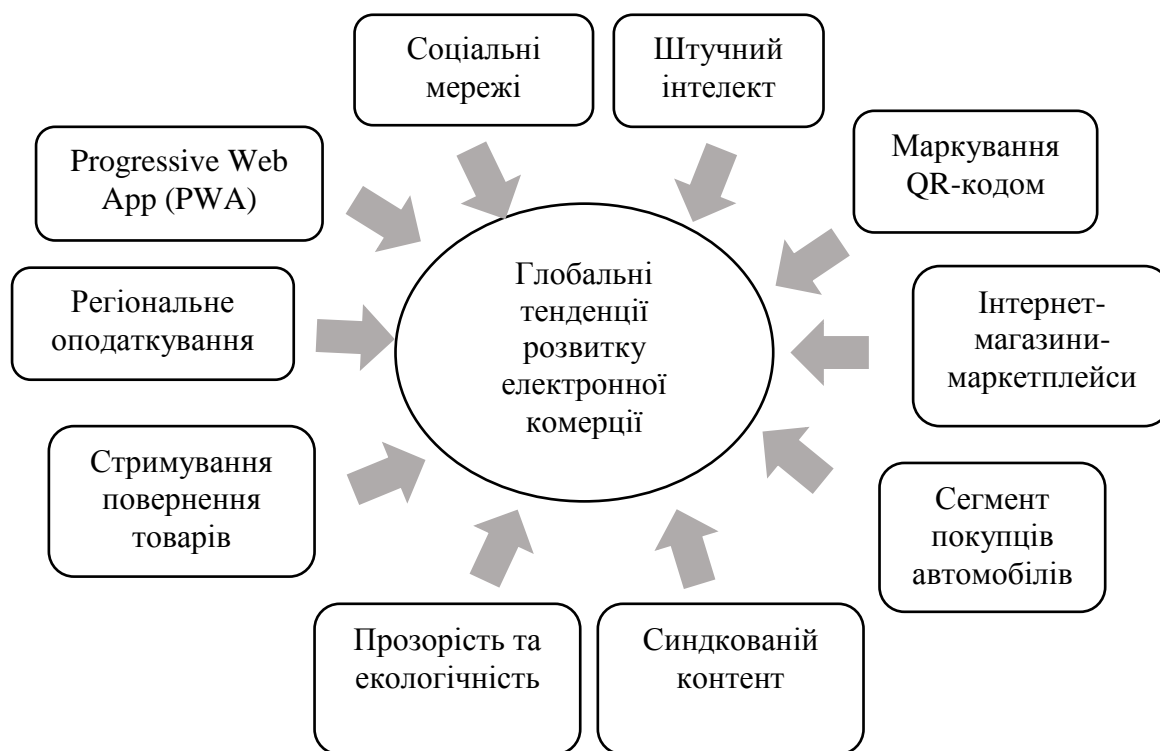 Соціальні
мережі
Штучний
інтелект
Progressive Web
App (PWA)
Маркування
QR-кодом
Регіональне
оподаткування
Глобальні
тенденції
розвитку
електронної
комерції
Інтернет-
магазини-
маркетплейси
Стримування
повернення
товарів
Сегмент
покупців
автомобілів
Прозорість та
екологічність
Синдкованій
контент